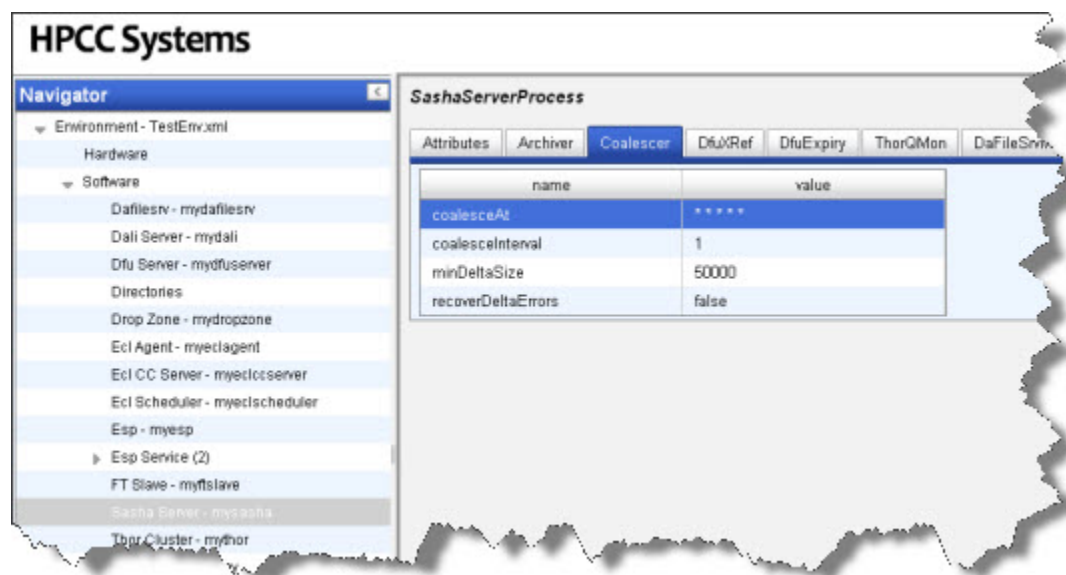 HPCC Systems
Navigator
Environment - TestEnv.xml
Hardware
Software
Dafilesrv - mydafilesrv
Dali Server - mydali
Dfu Server - mydfuserver
Directories
Drop Zone - mydropzone
Ecl Agent - myeclagent
Ecl CC Server - myeclccserver
Ecl Scheduler - myeclscheduler
Esp - myesp
Esp Service (2)
FT Slave - myftslave
Sasha Server - mysasha
Thor Cluster - mythor
SashaServerProcess
Attributes Archiver Coalescer DfuXRef DfuExpiry ThorQMon
name value
coalesceAt * * * * *
coalesceInterval 1
minDeltaSize 50000
recoverDeltaErrors false